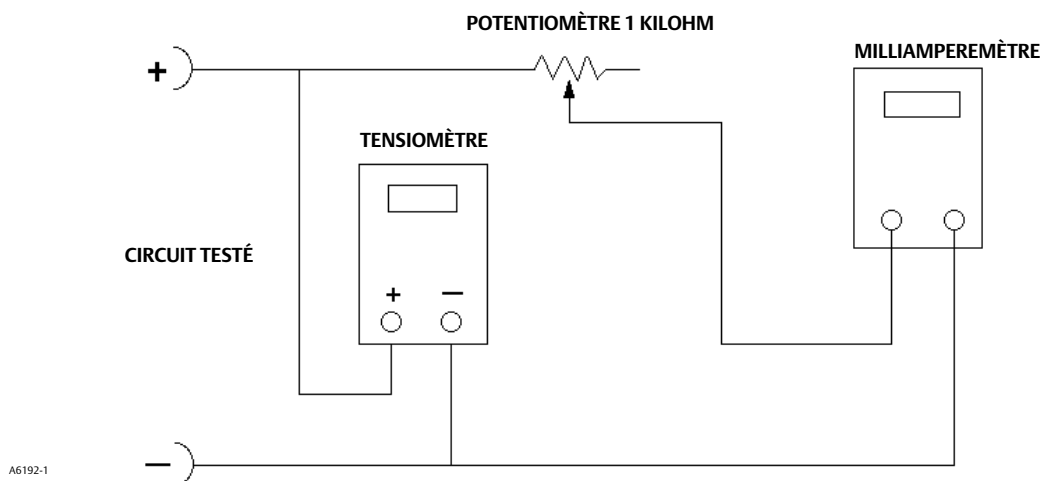 POTENTIOMÈTRE 1 KILOHM
MILLIAMPEREMÈTRE
+
TENSIOMÈTRE
CIRCUIT TESTÉ
+ —
—
A6192-1